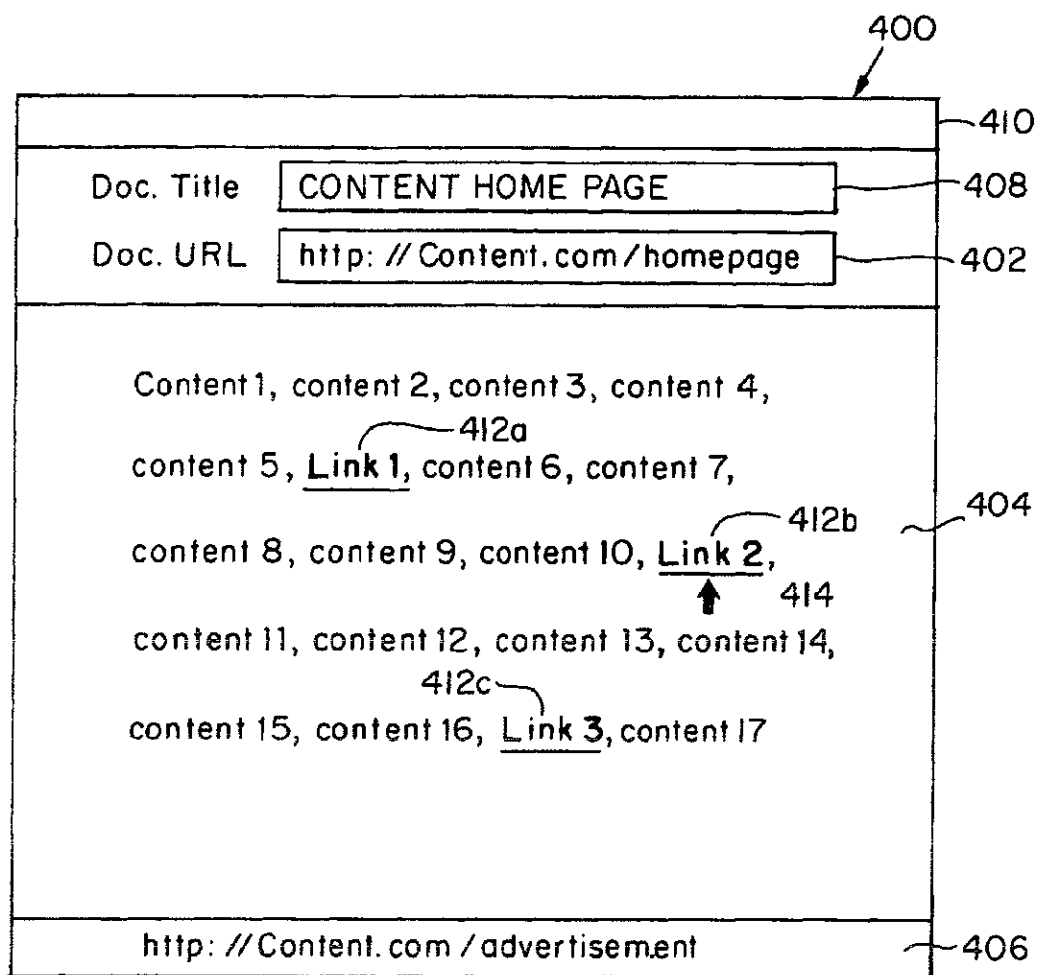 400
410
Doc. Title CONTENT HOME PAGE 408
Doc. URL http: //Content.com/homepage 402
Content 1, content 2, content 3, content 4,
412a
content 5, Link 1, content 6, content 7,
412b
404
content 8, content 9, content 10, Link 2,
414
content 11, content 12, content 13, content 14,
412c
content 15, content 16, Link 3, content 17
http: //Content.com/advertisement 406